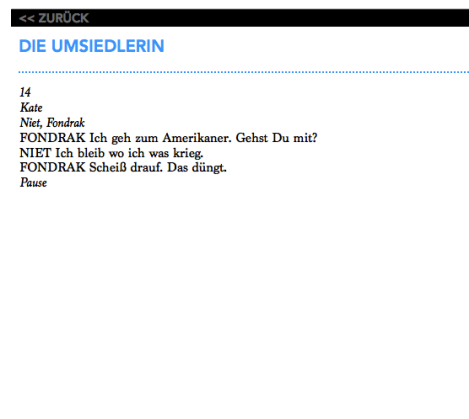 << ZURÜCK
DIE UMSIEDLERIN
14
Kate
Niet, Fondrak
FONDRAK Ich geh zum Amerikaner. Gehst Du mit?
NIET Ich bleib wo ich was krieg.
FONDRAK Scheiß drauf. Das düngt.
Pause